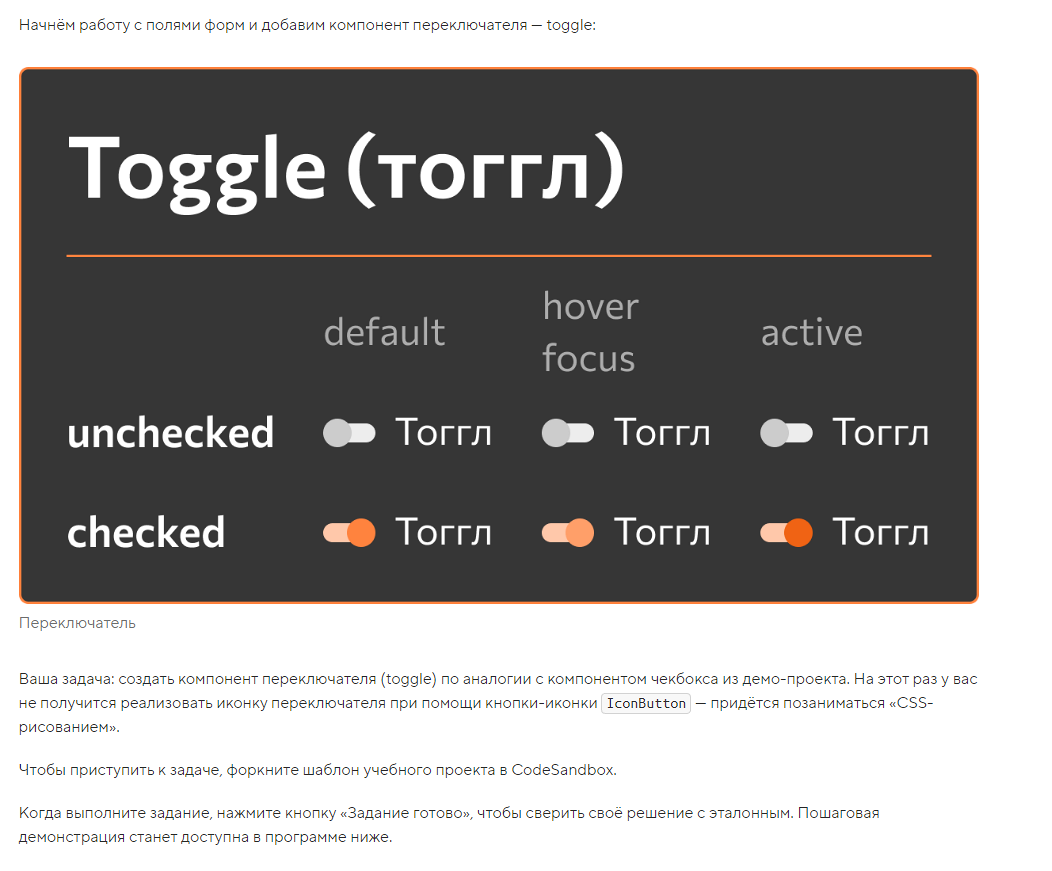 Начнём работу с полями форм и добавим компонент переключателя — toggle:
Toggle (тоггл)
default
hover
focus
active
unchecked Тоггл Тоггл Тоггл
checked Тоггл Тоггл Тоггл
Переключатель
Ваша задача: создать компонент переключателя (toggle) по аналогии с компонентом чекбокса из демо-проекта. На этот раз у вас
не получится реализовать иконку переключателя при помощи кнопки-иконки IconButton — придётся позаниматься «CSS-
рисованием».
Чтобы приступить к задаче, форкните шаблон учебного проекта в CodeSandbox.
Когда выполните задание, нажмите кнопку «Задание готово», чтобы сверить своё решение с эталонным. Пошаговая
демонстрация станет доступна в программе ниже.